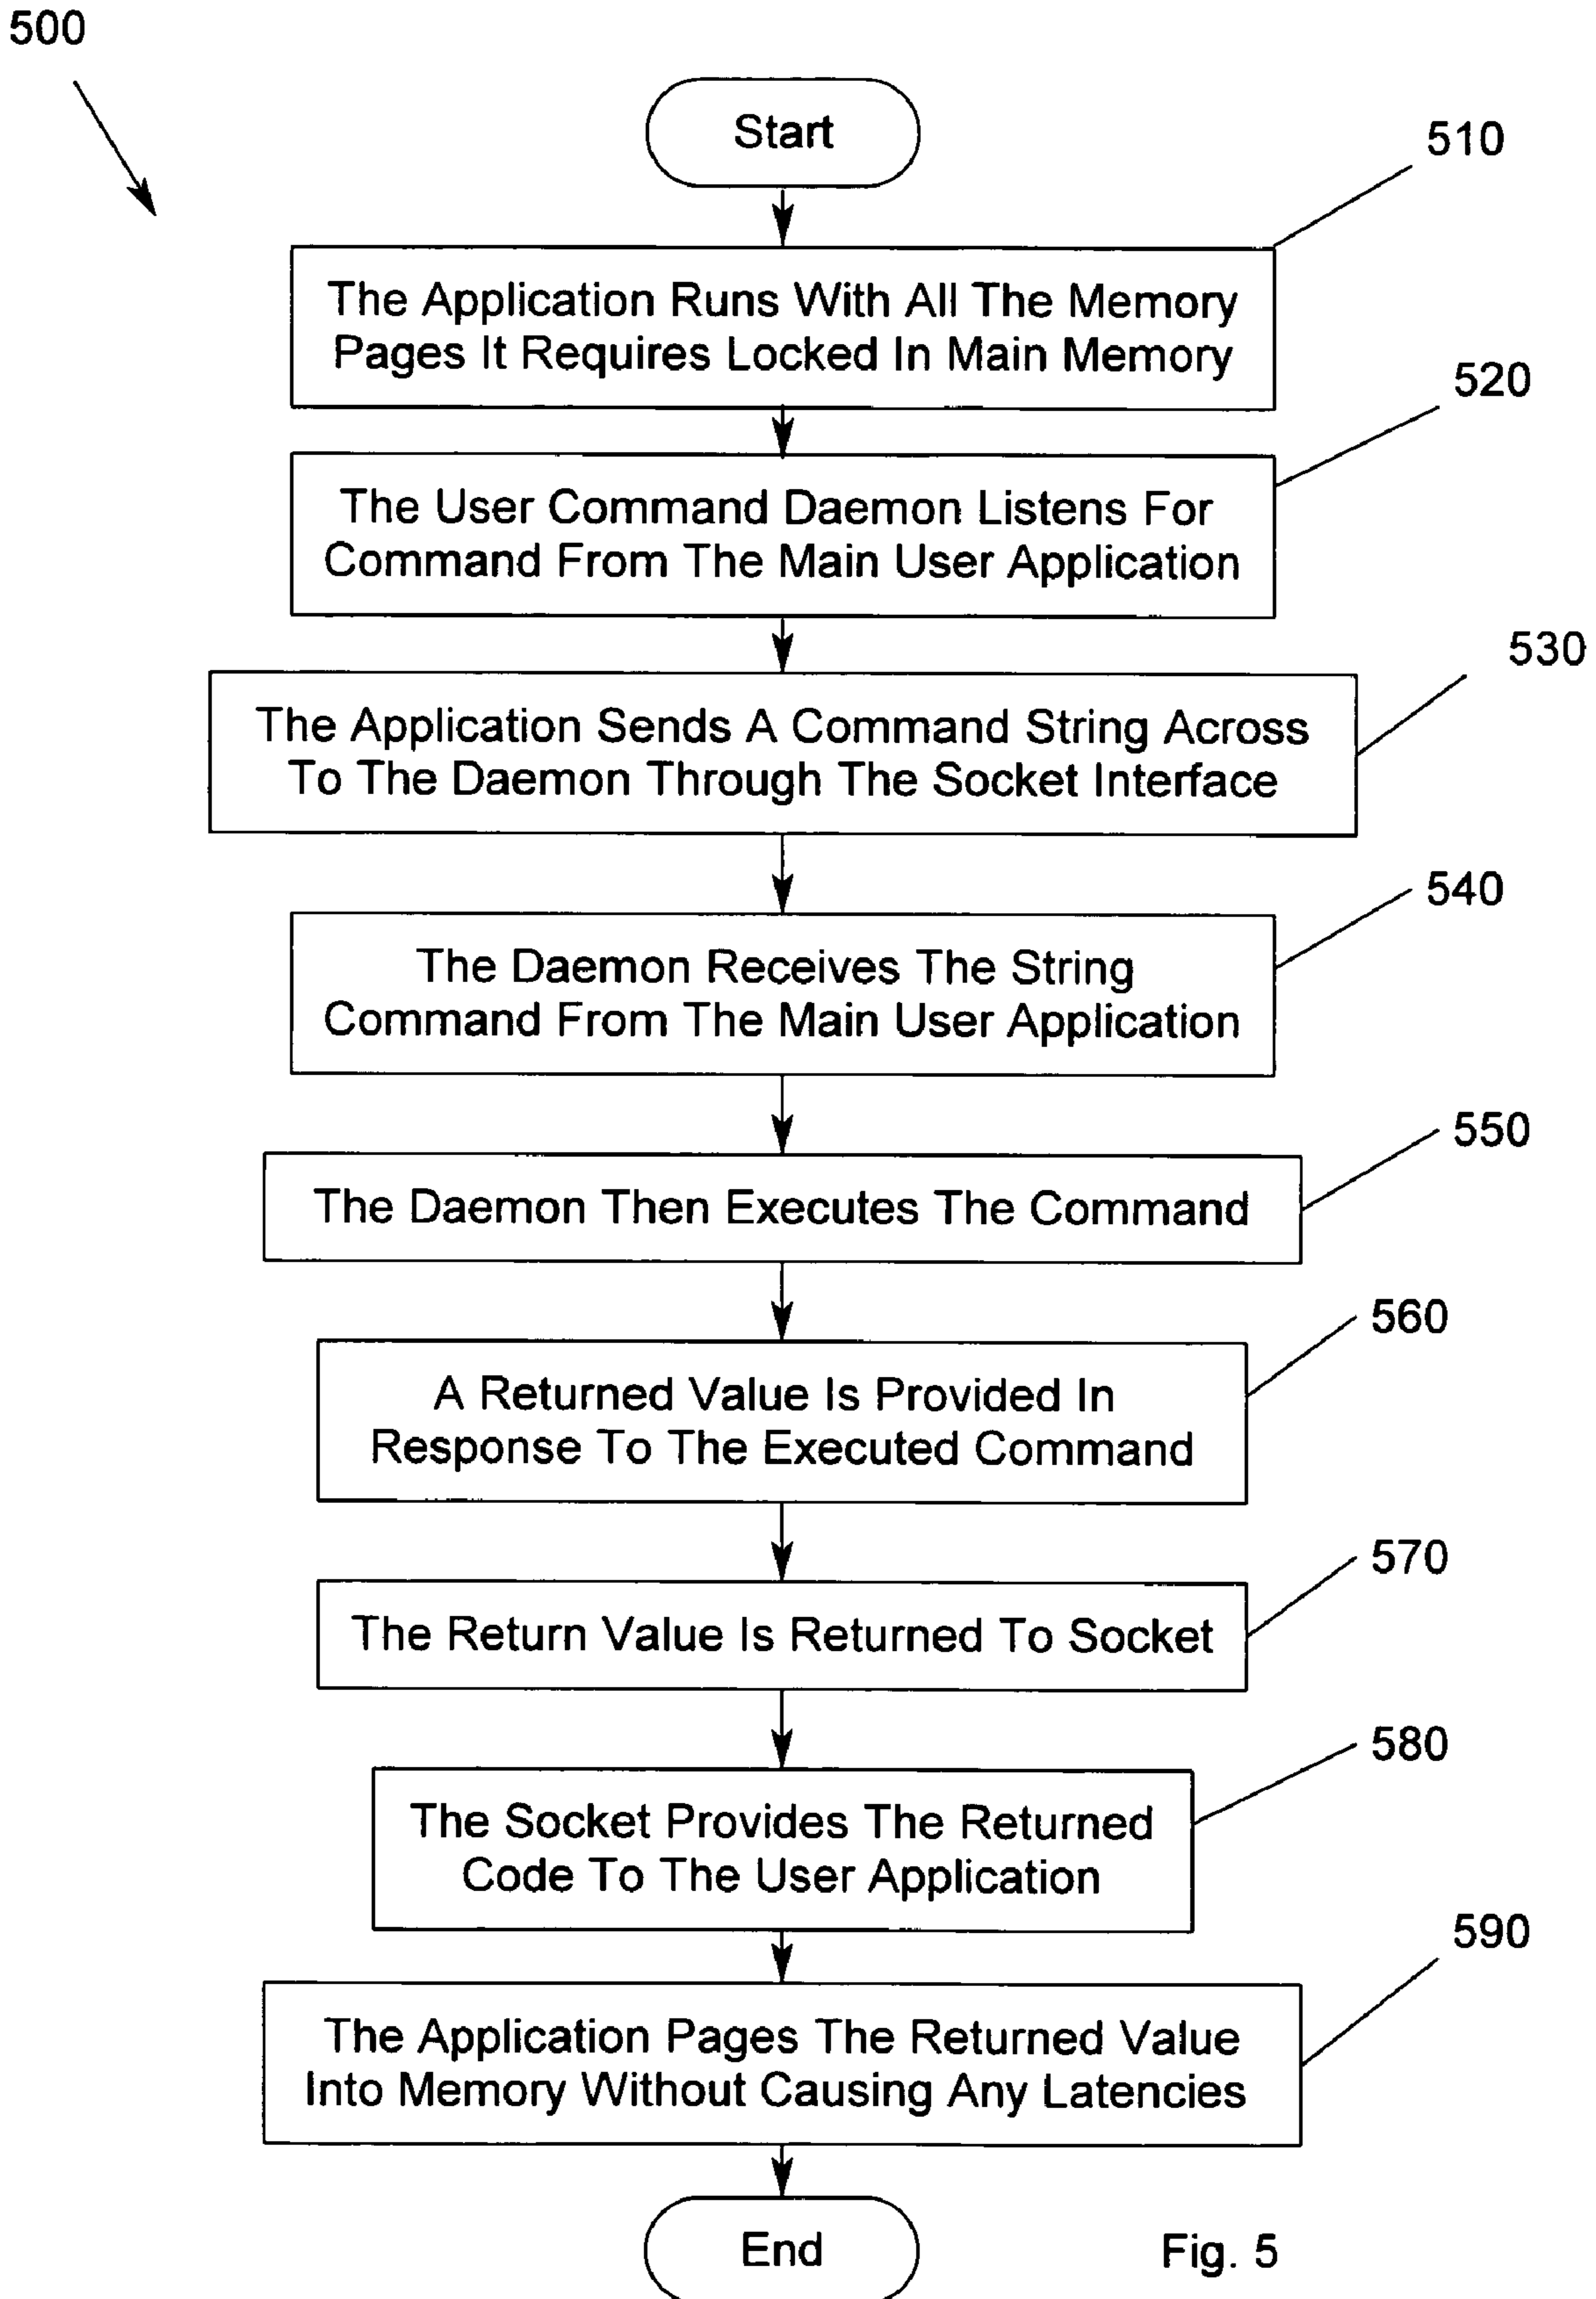 500
Start
510
The Application Runs With All The Memory
Pages It Requires Locked In Main Memory
520
The User Command Daemon Listens For
Command From The Main User Application
530
The Application Sends A Command String Across
To The Daemon Through The Socket Interface
540
The Daemon Receives The String
Command From The Main User Application
550
The Daemon Then Executes The Command
560
A Returned Value Is Provided In
Response To The Executed Command
570
The Return Value Is Returned To Socket
580
The Socket Provides The Returned
Code To The User Application
590
The Application Pages The Returned Value
Into Memory Without Causing Any Latencies
End
Fig. 5